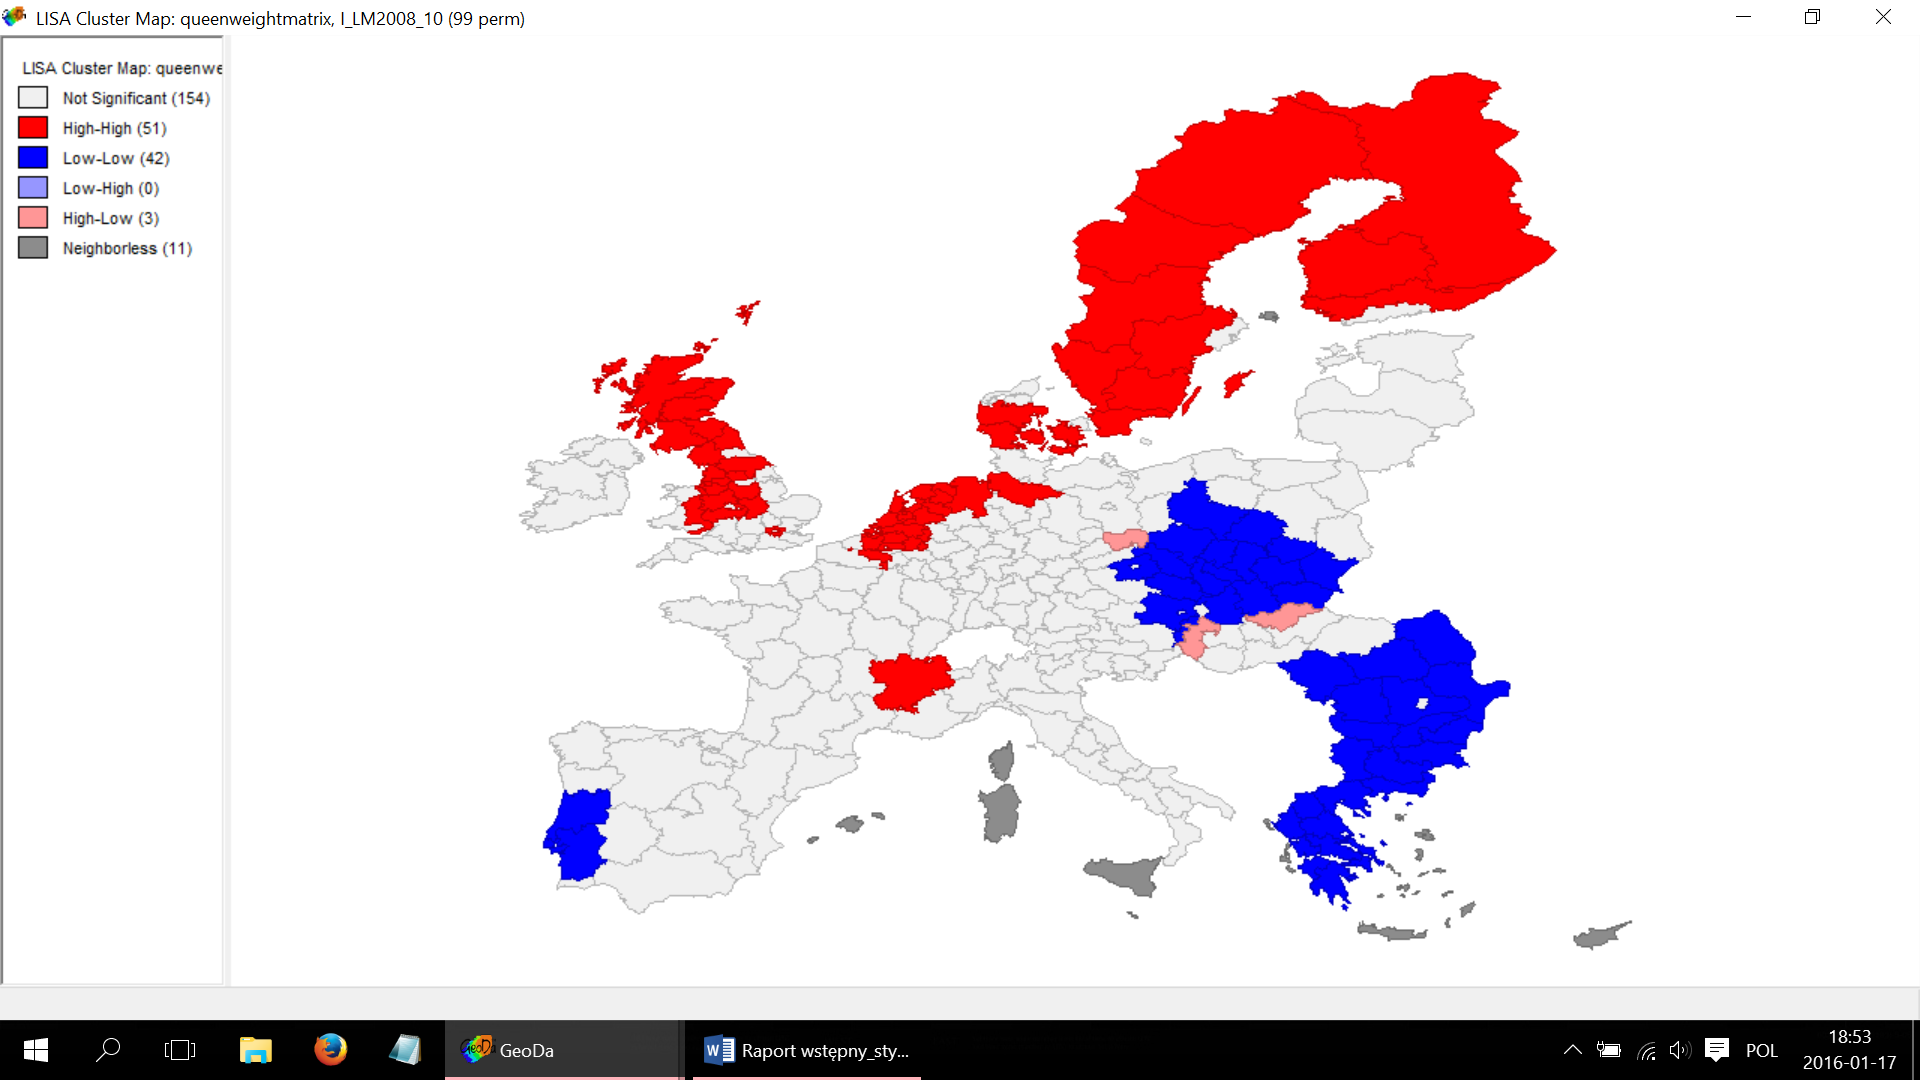 LISA Cluster Map: queenweightmatrix, I_LM2008_10 (99 perm)
LISA Cluster Map: queenwe
Not Significant (154)
High-High (51)
Low-Low (42)
Low-High (0)
High-Low (3)
Neighborless (11)
GeoDa
GeoDa
Raport wstępny_sty...
POL
18:53
2016-01-17